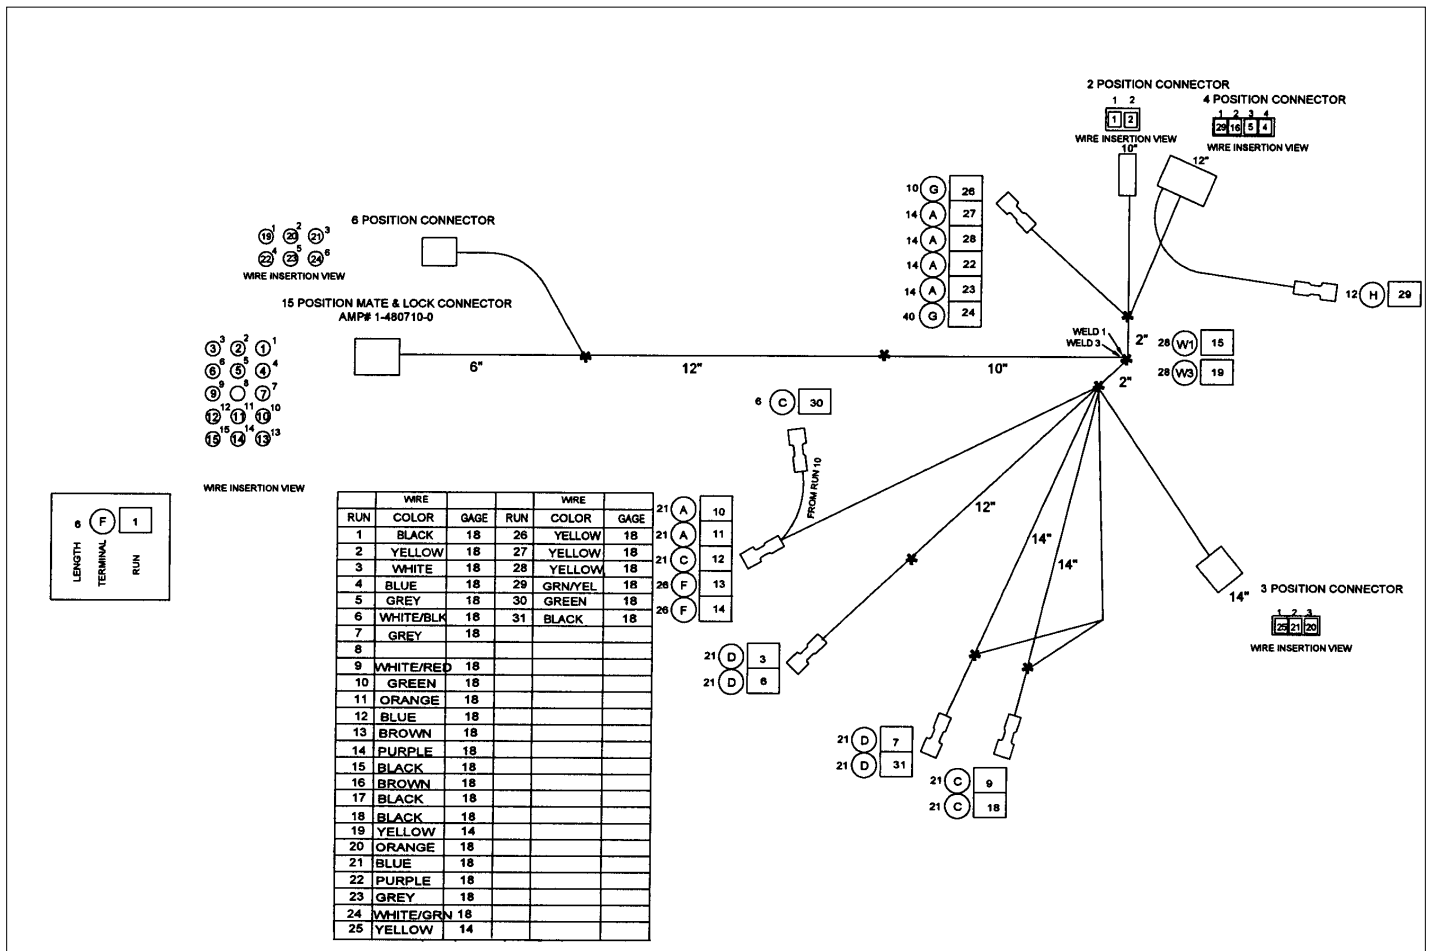 2 POSITION CONNECTOR
1 2
1 2
WIRE INSERTION VIEW
10"
4 POSITION CONNECTOR
1 2 3 4
29 16 5 4
WIRE INSERTION VIEW
12"
10 G 26
14 A 27
14 A 28
14 A 22
14 A 23
40 G 24
12 H 29
6 POSITION CONNECTOR
19 1 20 2 21 3
22 4 23 5 24 6
WIRE INSERTION VIEW
15 POSITION MATE & LOCK CONNECTOR
AMP# 1-480710-0
3 3 2 2 1 1
6 6 5 5 4 4
9 9 8 7 7
12 12 11 11 10 10
15 15 14 14 13 13
WIRE INSERTION VIEW
6"
12"
10"
WELD 1
WELD 3
2"
2"
28 W1 15
28 W3 19
6 C 30
FROM RUN 10
6 F 1
LENGTH
TERMINAL
RUN
WIRE WIRE
RUN COLOR GAGE RUN COLOR GAGE
1 BLACK 18 26 YELLOW 18
2 YELLOW 18 27 YELLOW 18
3 WHITE 18 28 YELLOW 18
4 BLUE 18 29 GRN/YEL 18
5 GREY 18 30 GREEN 18
6 WHITE/BLK 18 31 BLACK 18
7 GREY 18
8
9 WHITE/RED 18
10 GREEN 18
11 ORANGE 18
12 BLUE 18
13 BROWN 18
14 PURPLE 18
15 BLACK 18
16 BROWN 18
17 BLACK 18
18 BLACK 18
19 YELLOW 14
20 ORANGE 18
21 BLUE 18
22 PURPLE 18
23 GREY 18
24 WHITE/GRN 18
25 YELLOW 14
21 A 10
21 A 11
21 C 12
26 F 13
26 F 14
12"
14"
14"
14"
3 POSITION CONNECTOR
1 2 3
25 21 20
WIRE INSERTION VIEW
21 D 3
21 D 6
21 D 7
21 D 31
21 C 9
21 C 18